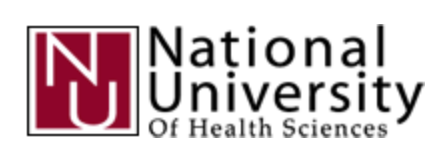 NU
National
University
Of Health Sciences